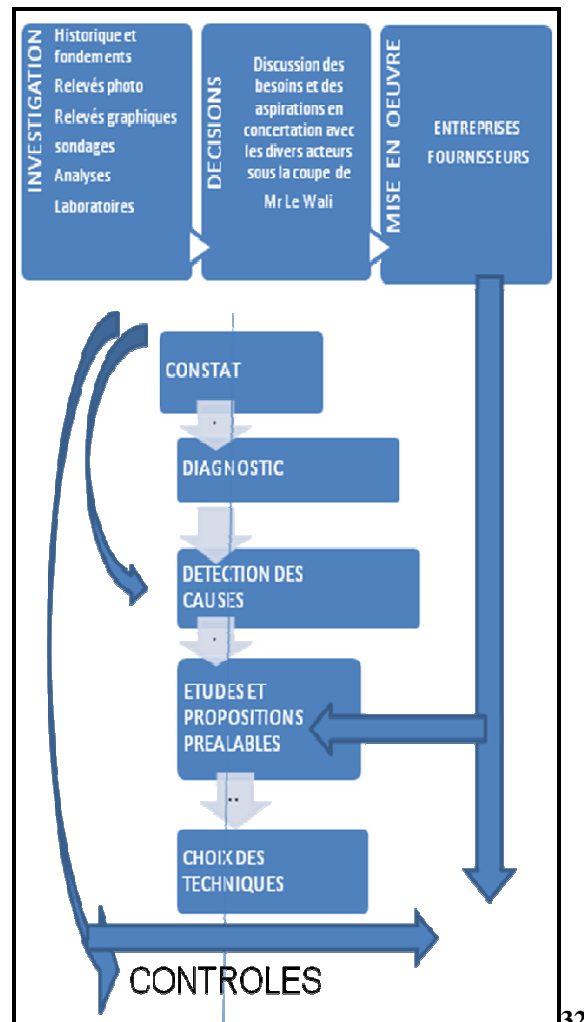 INVESTIGATION
Historique et
fondements
Relevés photo
Relevés graphiques
sondages
Analyses
Laboratoires
DECISIONS
Discussion des
besoins et des
aspirations en
concertation avec
les divers acteurs
sous la coupe de
Mr Le Wali
MISE EN OEUVRE
ENTREPRISES
FOURNISSEURS
CONSTAT
DIAGNOSTIC
DETECTION DES
CAUSES
ETUDES ET
PROPOSITIONS
PREALABLES
CHOIX DES
TECHNIQUES
CONTROLES
32